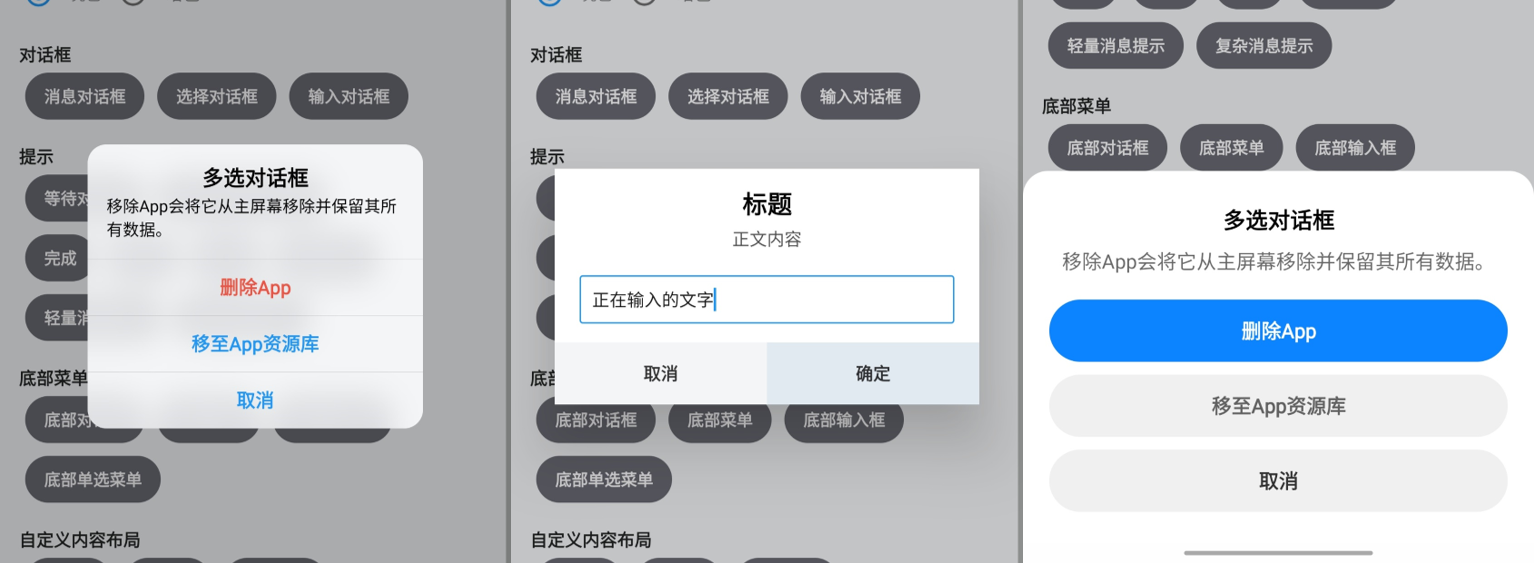 对话框
消息对话框
选择对话框
输入对话框
提示
多选对话框
移除App会将它从主屏幕移除并保留其所
有数据。
等待对
完成
删除App
轻量消
移至App资源库
底部菜单
取消
底部对
底部单选菜单
自定义内容布局
对话框
消息对话框
选择对话框
输入对话框
提示
标题
正文内容
正在输入的文字
取消
确定
底部对话框
底部菜单
底部输入框
底部单选菜单
自定义内容布局
轻量消息提示
复杂消息提示
底部菜单
底部对话框
底部菜单
底部输入框
多选对话框
移除App会将它从主屏幕移除并保留其所有数据。
删除App
移至App资源库
取消